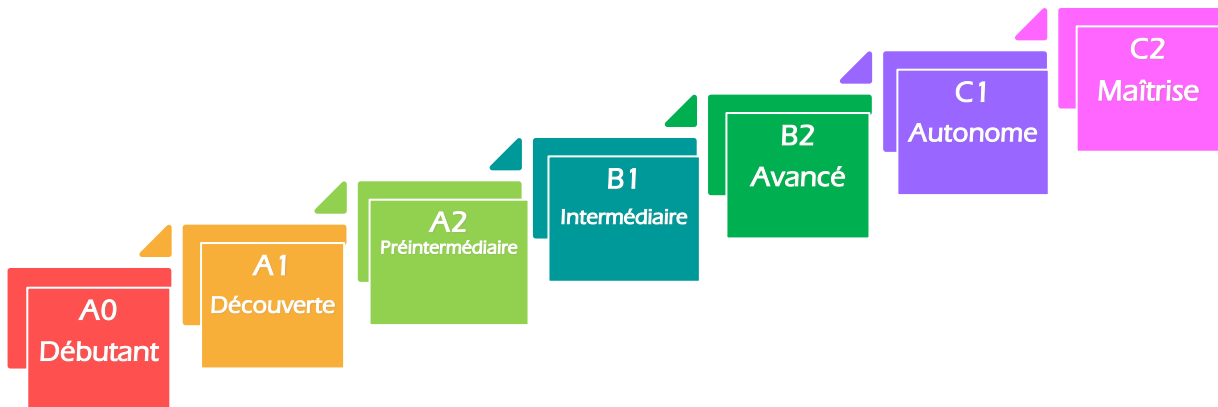 A0
Débutant
A1
Découverte
A2
Préintermédiaire
B1
Intermédiaire
B2
Avancé
C1
Autonome
C2
Maîtrise